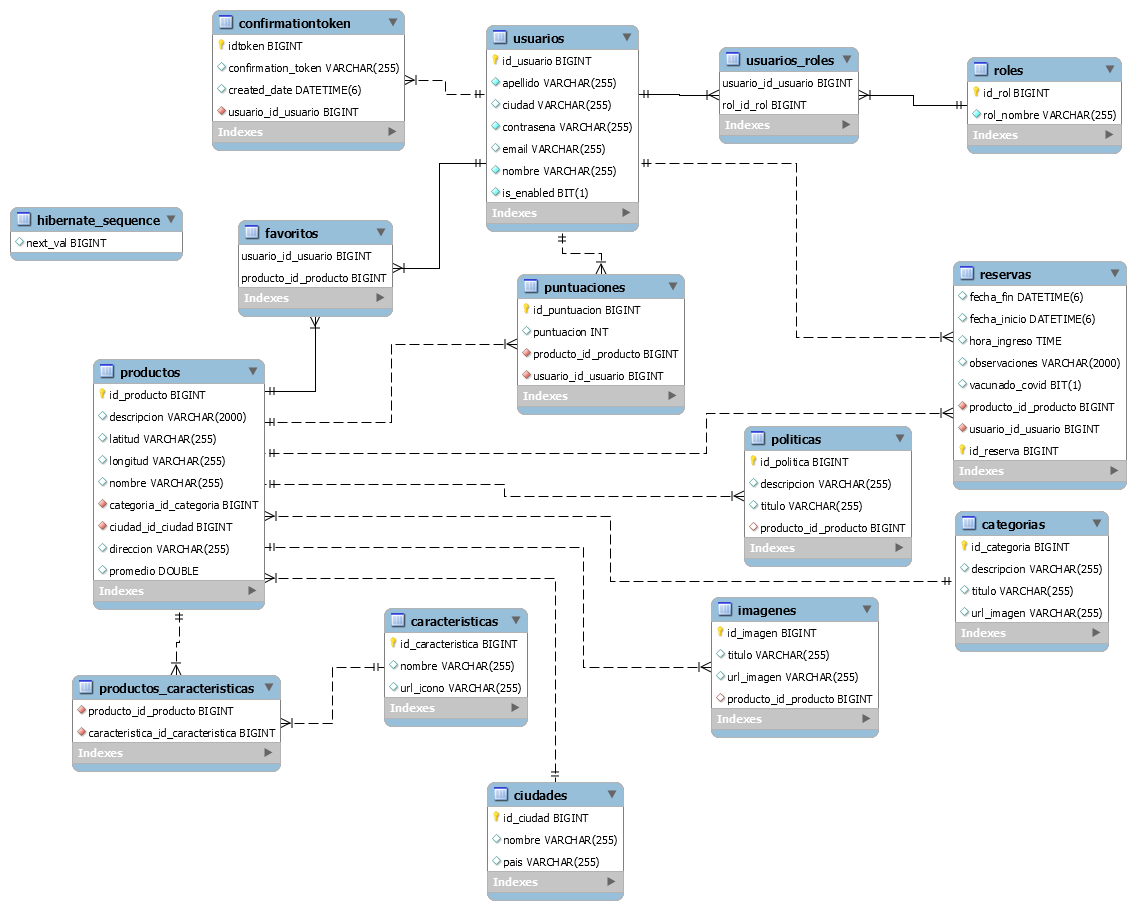 confirmationtoken
idtoken BIGINT
confirmation_token VARCHAR(255)
created_date DATETIME(6)
usuario_id_usuario BIGINT
Indexes
usuarios
id_usuario BIGINT
apellido VARCHAR(255)
ciudad VARCHAR(255)
contrasena VARCHAR(255)
email VARCHAR(255)
nombre VARCHAR(255)
is_enabled BIT(1)
Indexes
usuarios_roles
usuario_id_usuario BIGINT
rol_id_rol BIGINT
Indexes
roles
id_rol BIGINT
rol_nombre VARCHAR(255)
Indexes
hibernate_sequence
next_val BIGINT
favoritos
usuario_id_usuario BIGINT
producto_id_producto BIGINT
Indexes
puntuaciones
id_puntuacion BIGINT
puntuacion INT
producto_id_producto BIGINT
usuario_id_usuario BIGINT
Indexes
reservas
fecha_fin DATETIME(6)
fecha_inicio DATETIME(6)
hora_ingreso TIME
observaciones VARCHAR(2000)
vacunado_covid BIT(1)
producto_id_producto BIGINT
usuario_id_usuario BIGINT
id_reserva BIGINT
Indexes
productos
id_producto BIGINT
descripcion VARCHAR(2000)
latitud VARCHAR(255)
longitud VARCHAR(255)
nombre VARCHAR(255)
categoria_id_categoria BIGINT
ciudad_id_ciudad BIGINT
direccion VARCHAR(255)
promedio DOUBLE
Indexes
politicas
id_politica BIGINT
descripcion VARCHAR(255)
titulo VARCHAR(255)
producto_id_producto BIGINT
Indexes
categorias
id_categoria BIGINT
descripcion VARCHAR(255)
titulo VARCHAR(255)
url_imagen VARCHAR(255)
Indexes
caracteristicas
id_caracteristica BIGINT
nombre VARCHAR(255)
url_icono VARCHAR(255)
Indexes
imagenes
id_imagen BIGINT
titulo VARCHAR(255)
url_imagen VARCHAR(255)
producto_id_producto BIGINT
Indexes
productos_caracteristicas
producto_id_producto BIGINT
caracteristica_id_caracteristica BIGINT
Indexes
ciudades
id_ciudad BIGINT
nombre VARCHAR(255)
pais VARCHAR(255)
Indexes